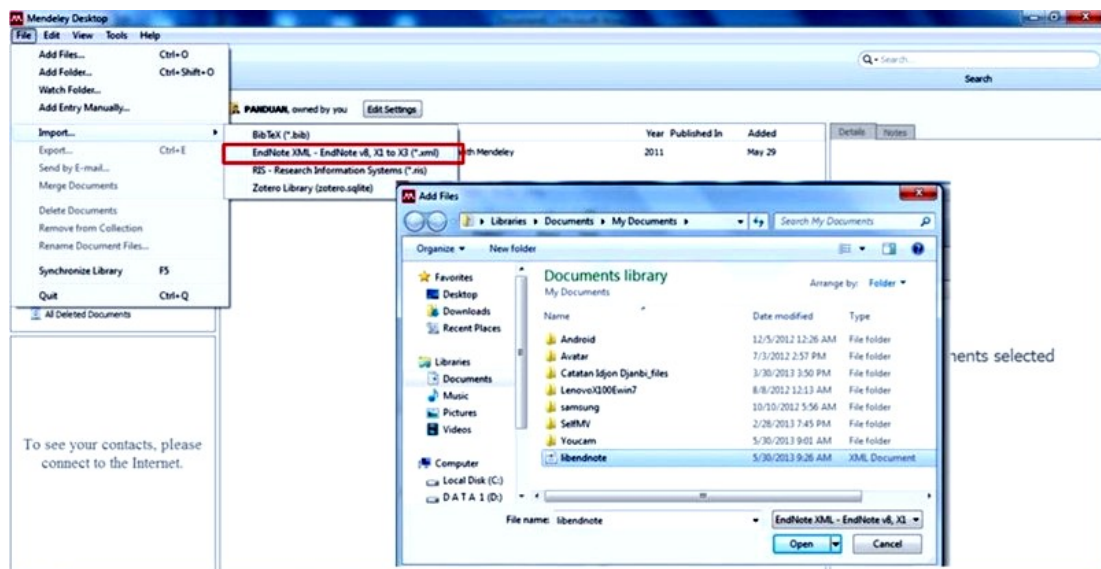 Mendeley Desktop
File Edit View Tools Help
Add Files... Ctrl+O
Add Folder... Ctrl+Shift+O
Watch Folder...
Add Entry Manually...
Import...
Export... Ctrl+E
Send by E-mail...
Merge Documents
Delete Documents
Remove from Collection
Rename Document Files...
Synchronize Library F5
Quit Ctrl+Q
All Deleted Documents
To see your contacts, please
connect to the Internet.
BibTeX (*.bib)
EndNote XML - EndNote v8, X1 to X3 (*.xml)
RIS - Research Information Systems (*.ris)
Zotero Library (zotero.sqlite)
PANDUAN, owned by you Edit Settings
Year Published In Added
with Mendeley 2011 May 29
Search...
Search
Details Notes
ents selected
Add Files
Libraries Documents My Documents Search My Documents
Organize New folder
Favorites
Desktop
Downloads
Recent Places
Libraries
Documents
Music
Pictures
Videos
Computer
Local Disk (C:)
D A T A 1 (D:)
Documents library
My Documents
Arrange by: Folder
Name Date modified Type
Android 12/5/2012 12:26 AM File folder
Avatar 7/3/2012 2:57 PM File folder
Catatan Idjon Djanbi_files 3/30/2013 3:50 PM File folder
LenovoX100Ewin7 8/8/2012 12:13 AM File folder
samsung 10/10/2012 5:56 AM File folder
SelfMV 2/28/2013 7:45 PM File folder
Youcam 5/30/2013 9:01 AM File folder
libendnote 5/30/2013 9:26 AM XML Document
File name: libendnote EndNote XML - EndNote v8, X1
Open Cancel